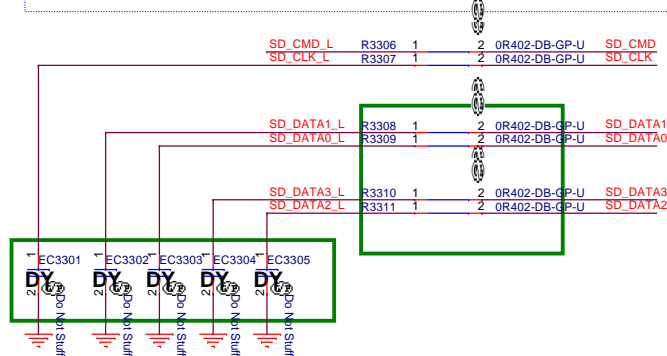 SD_CMD_L R3306 1 2 0R402-DB-GP-U SD_CMD
SD_CLK_L R3307 1 2 0R402-DB-GP-U SD_CLK
SD_DATA1_L R3308 1 2 0R402-DB-GP-U SD_DATA1
SD_DATA0_L R3309 1 2 0R402-DB-GP-U SD_DATA0
SD_DATA3_L R3310 1 2 0R402-DB-GP-U SD_DATA3
SD_DATA2_L R3311 1 2 0R402-DB-GP-U SD_DATA2
1 EC3301 1 EC3302 1 EC3303 1 EC3304 1 EC3305
DY DY DY DY DY
2 2 2 2 2
Do Not Stuff
Do Not Stuff
Do Not Stuff
Do Not Stuff
Do Not Stuff